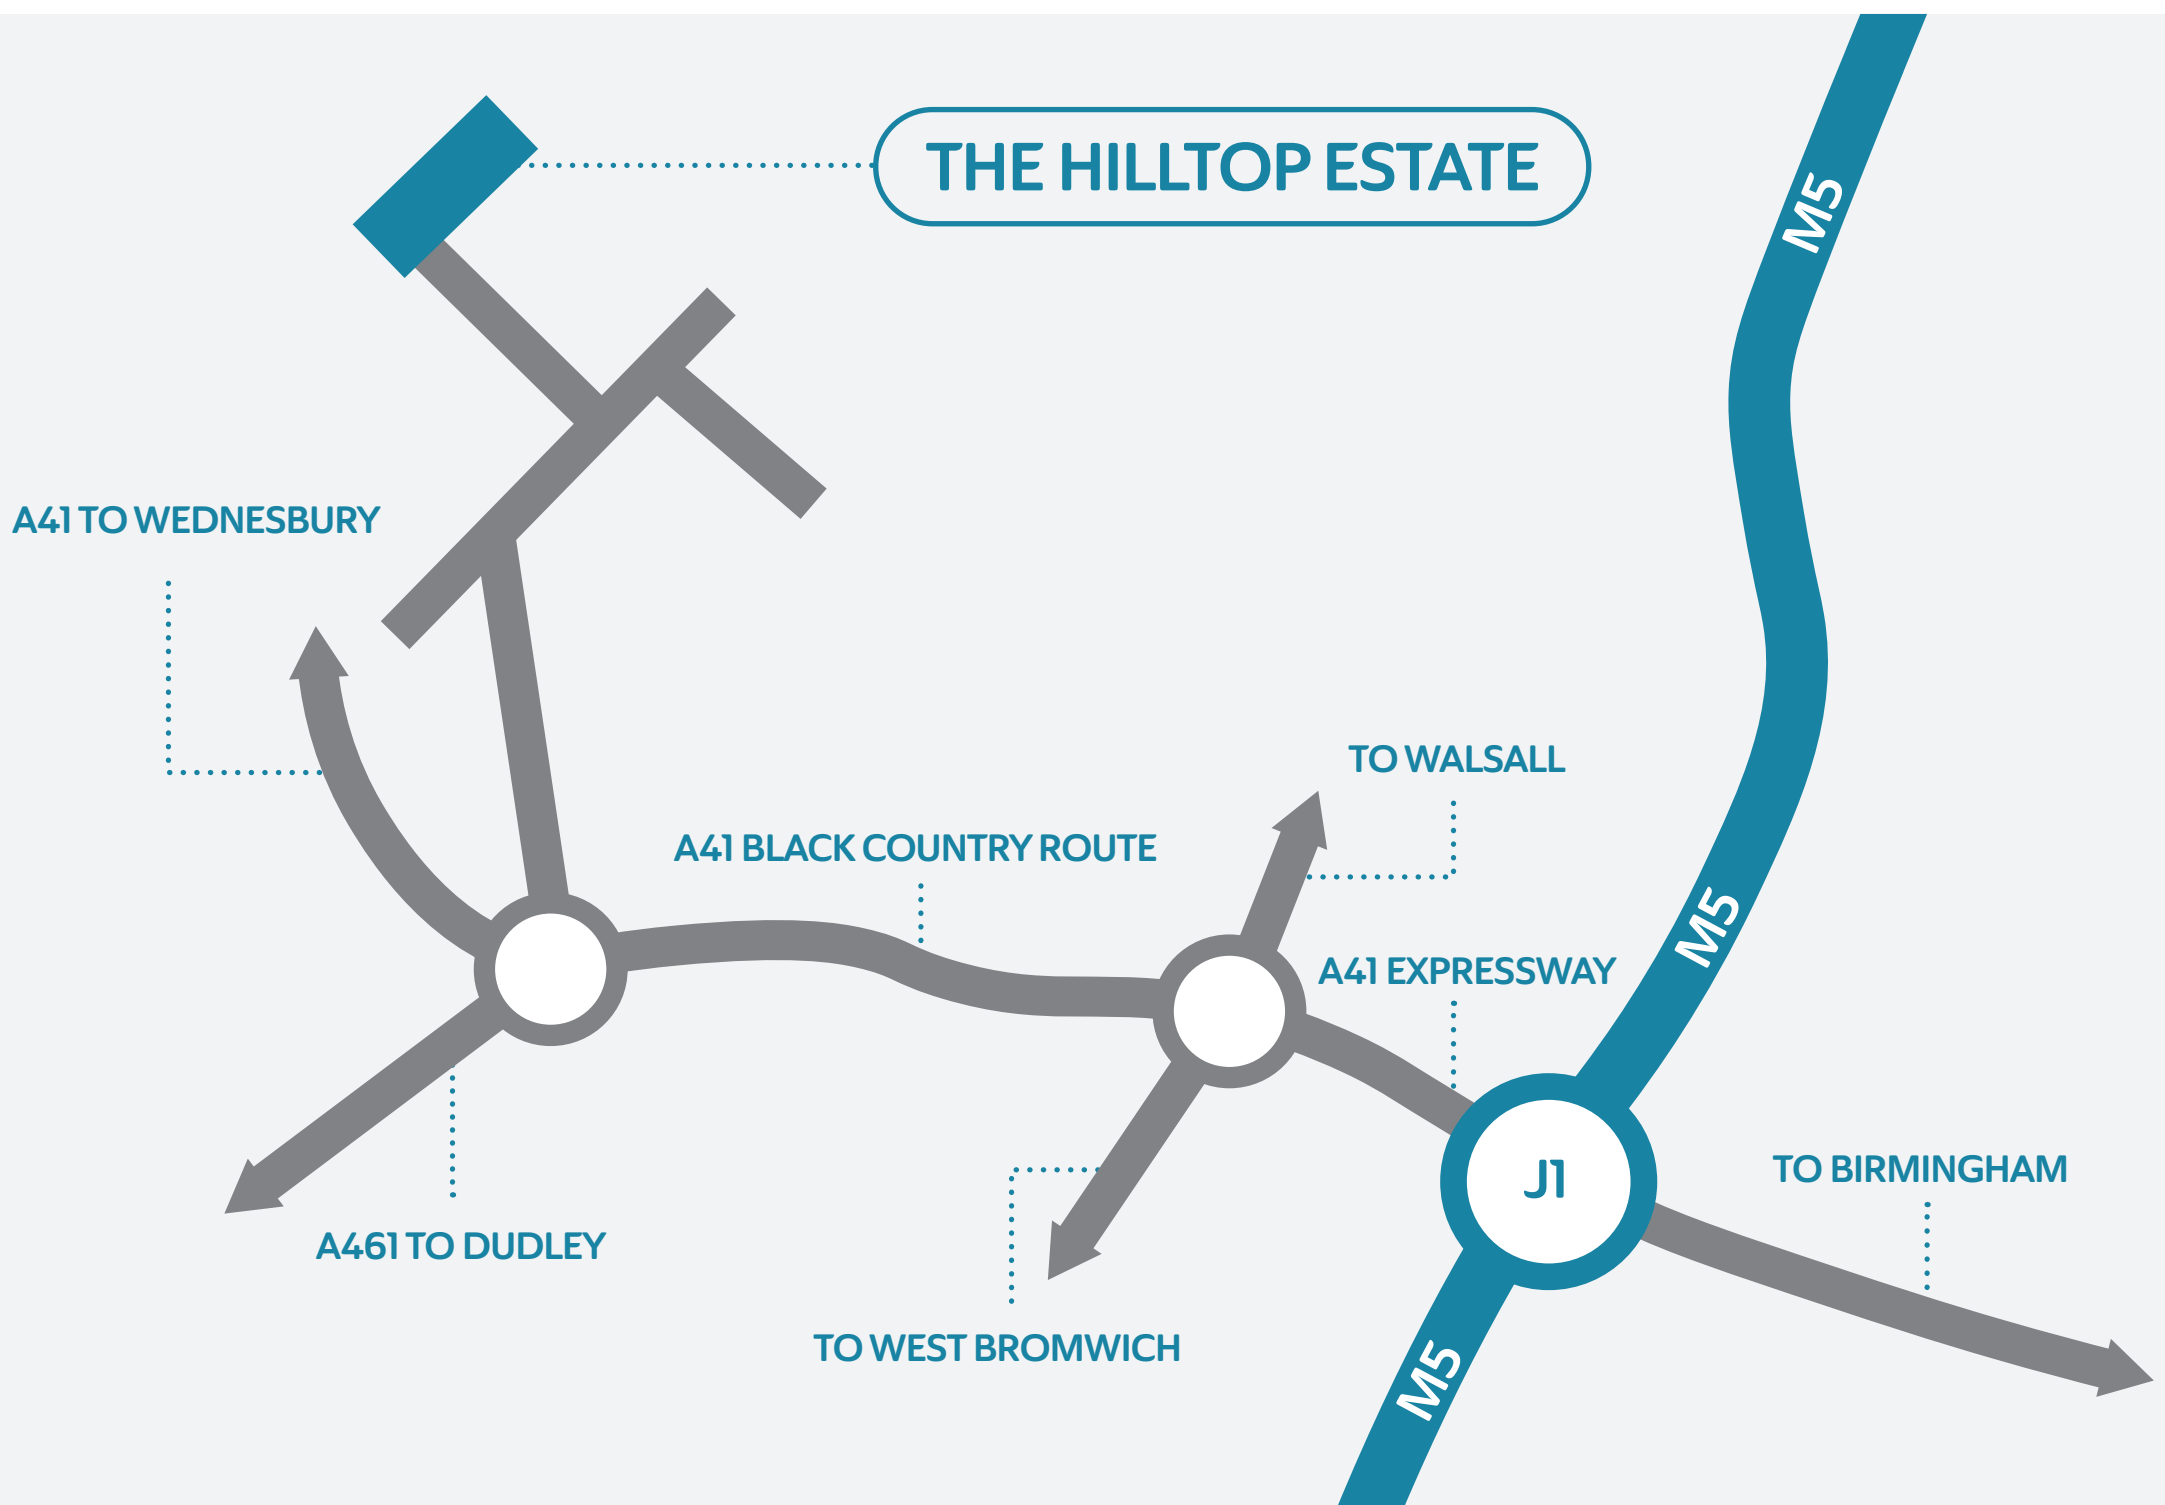 THE HILLTOP ESTATE
M5
A41 TO WEDNESBURY
TO WALSALL
A41 BLACK COUNTRY ROUTE
M5
A41 EXPRESSWAY
J1
TO BIRMINGHAM
A461 TO DUDLEY
TO WEST BROMWICH
M5